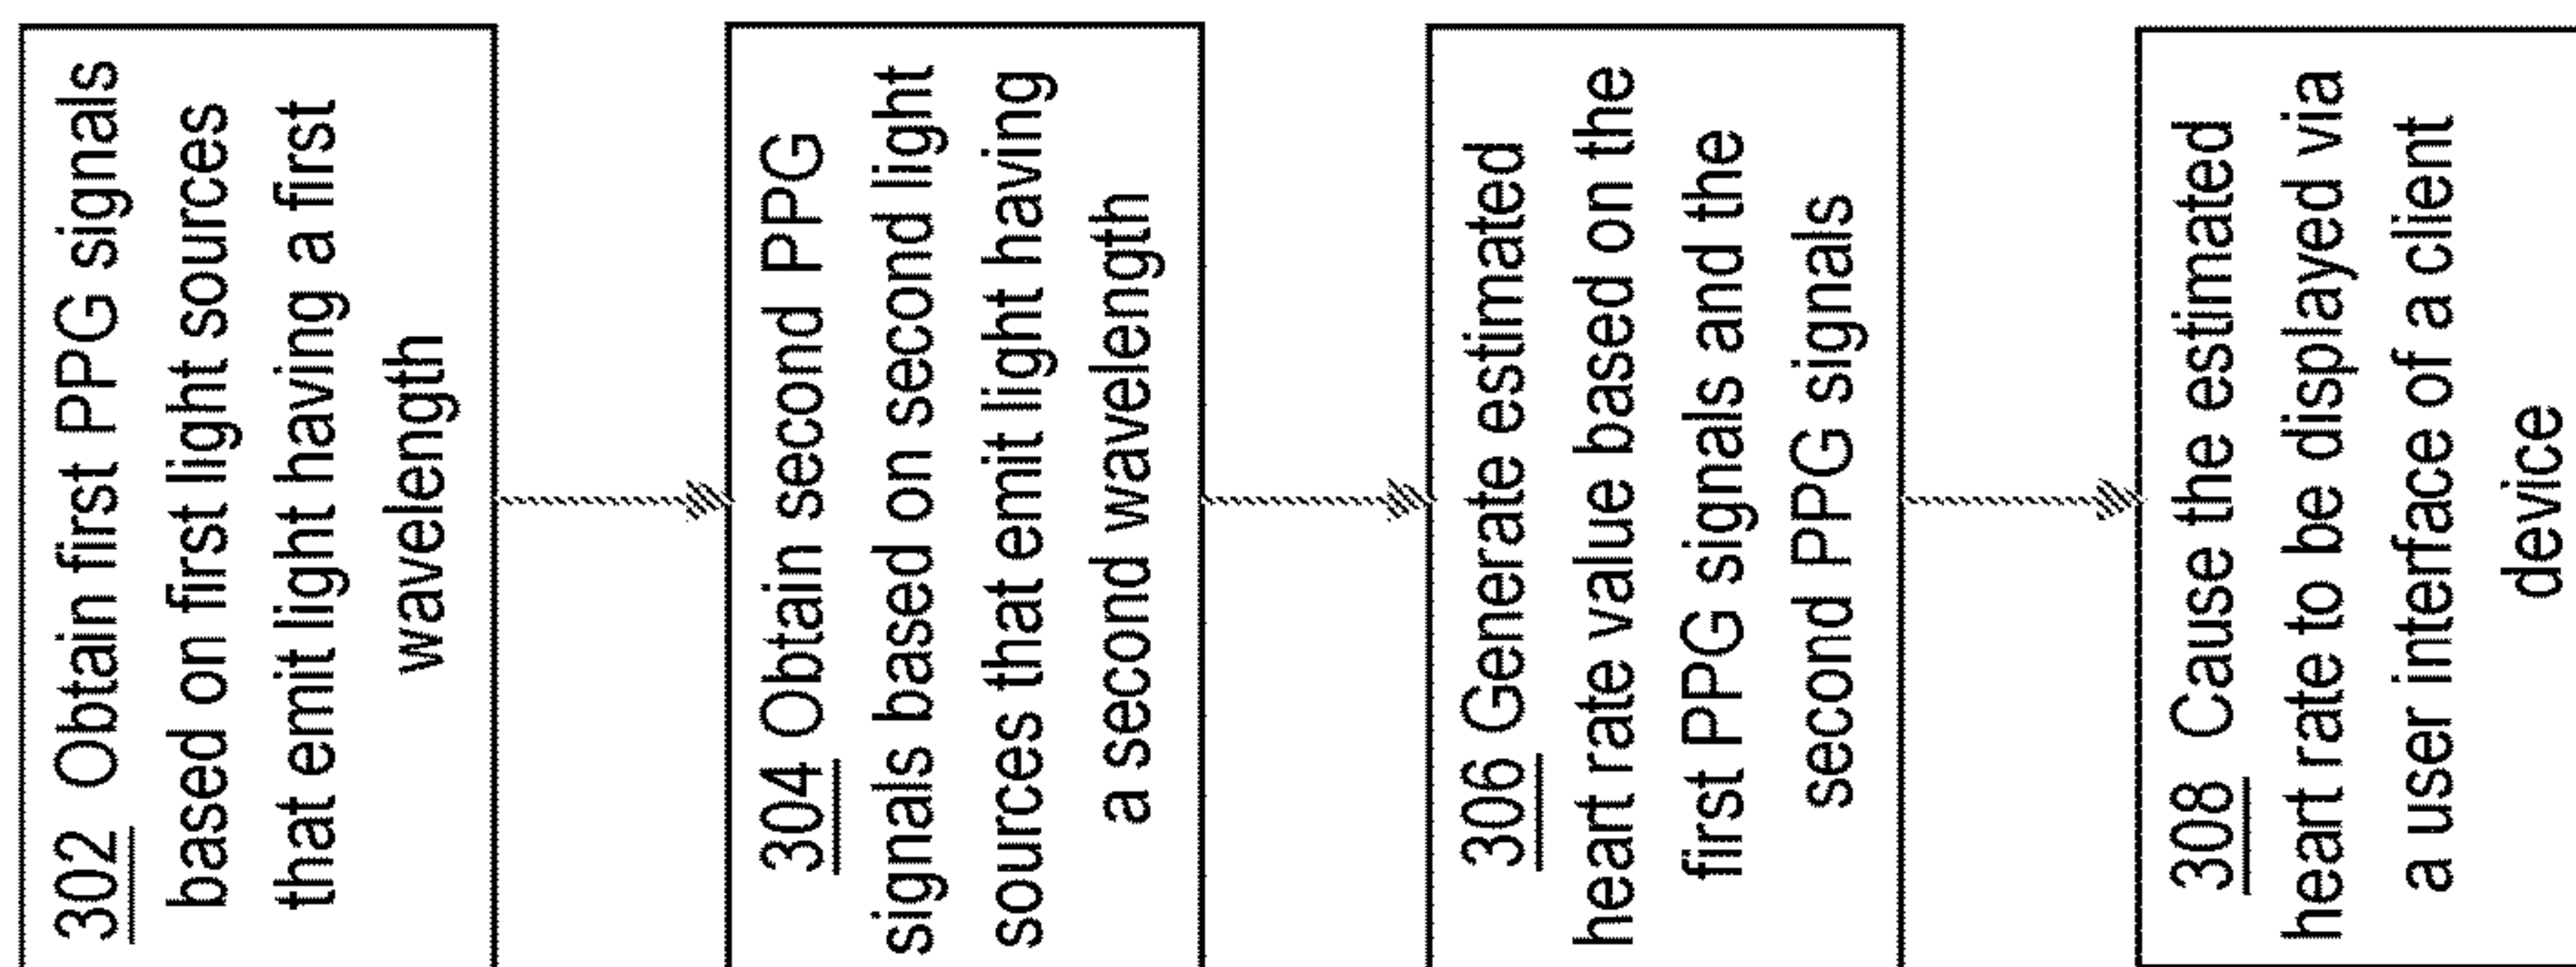 302 Obtain first PPG signals
based on first light sources
that emit light having a first
wavelength
304 Obtain second PPG
signals based on second light
sources that emit light having
a second wavelength
306 Generate estimated
heart rate value based on the
first PPG signals and the
second PPG signals
308 Cause the estimated
heart rate to be displayed via
a user interface of a client
device